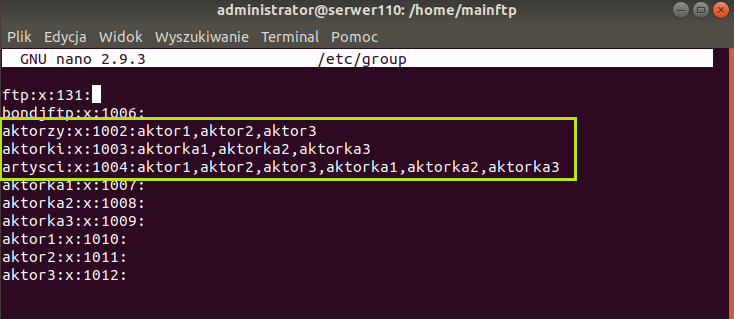 administrator@serwer110: /home/mainftp
Plik Edycja Widok Wyszukiwanie Terminal Pomoc
GNU nano 2.9.3 /etc/group
ftp:x:131:
bondjftp:x:1006:
aktorzy:x:1002:aktor1,aktor2,aktor3
aktorki:x:1003:aktorka1,aktorka2,aktorka3
artysci:x:1004:aktor1,aktor2,aktor3,aktorka1,aktorka2,aktorka3
aktorka1:x:1007:
aktorka2:x:1008:
aktorka3:x:1009:
aktor1:x:1010:
aktor2:x:1011:
aktor3:x:1012: